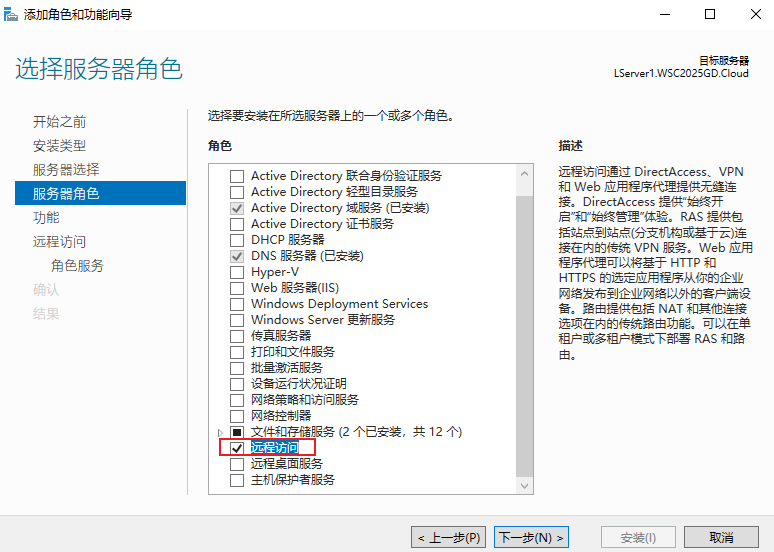 添加角色和功能向导
选择服务器角色
目标服务器
LServer1.WSC2025GD.Cloud
开始之前
安装类型
服务器选择
服务器角色
功能
远程访问
角色服务
确认
结果
选择要安装在所选服务器上的一个或多个角色。
角色
Active Directory 联合身份验证服务
Active Directory 轻型目录服务
Active Directory 域服务 (已安装)
Active Directory 证书服务
DHCP 服务器
DNS 服务器 (已安装)
Hyper-V
Web 服务器(IIS)
Windows Deployment Services
Windows Server 更新服务
传真服务器
打印和文件服务
批量激活服务
设备运行状况证明
网络策略和访问服务
网络控制器
文件和存储服务 (2 个已安装，共 12 个)
远程访问
远程桌面服务
主机保护者服务
描述
远程访问通过 DirectAccess、VPN
和 Web 应用程序代理提供无缝连
接。DirectAccess 提供“始终开
启”和“始终管理”体验。RAS 提供包
括站点到站点(分支机构或基于云)连
接在内的传统 VPN 服务。Web 应用
程序代理可以将基于 HTTP 和
HTTPS 的选定应用程序从你的企业
网络发布到企业网络以外的客户端设
备。路由提供包括 NAT 和其他连接
选项在内的传统路由功能。可以在单
租户或多租户模式下部署 RAS 和路
由。
< 上一步(P)
下一步(N) >
安装(I)
取消